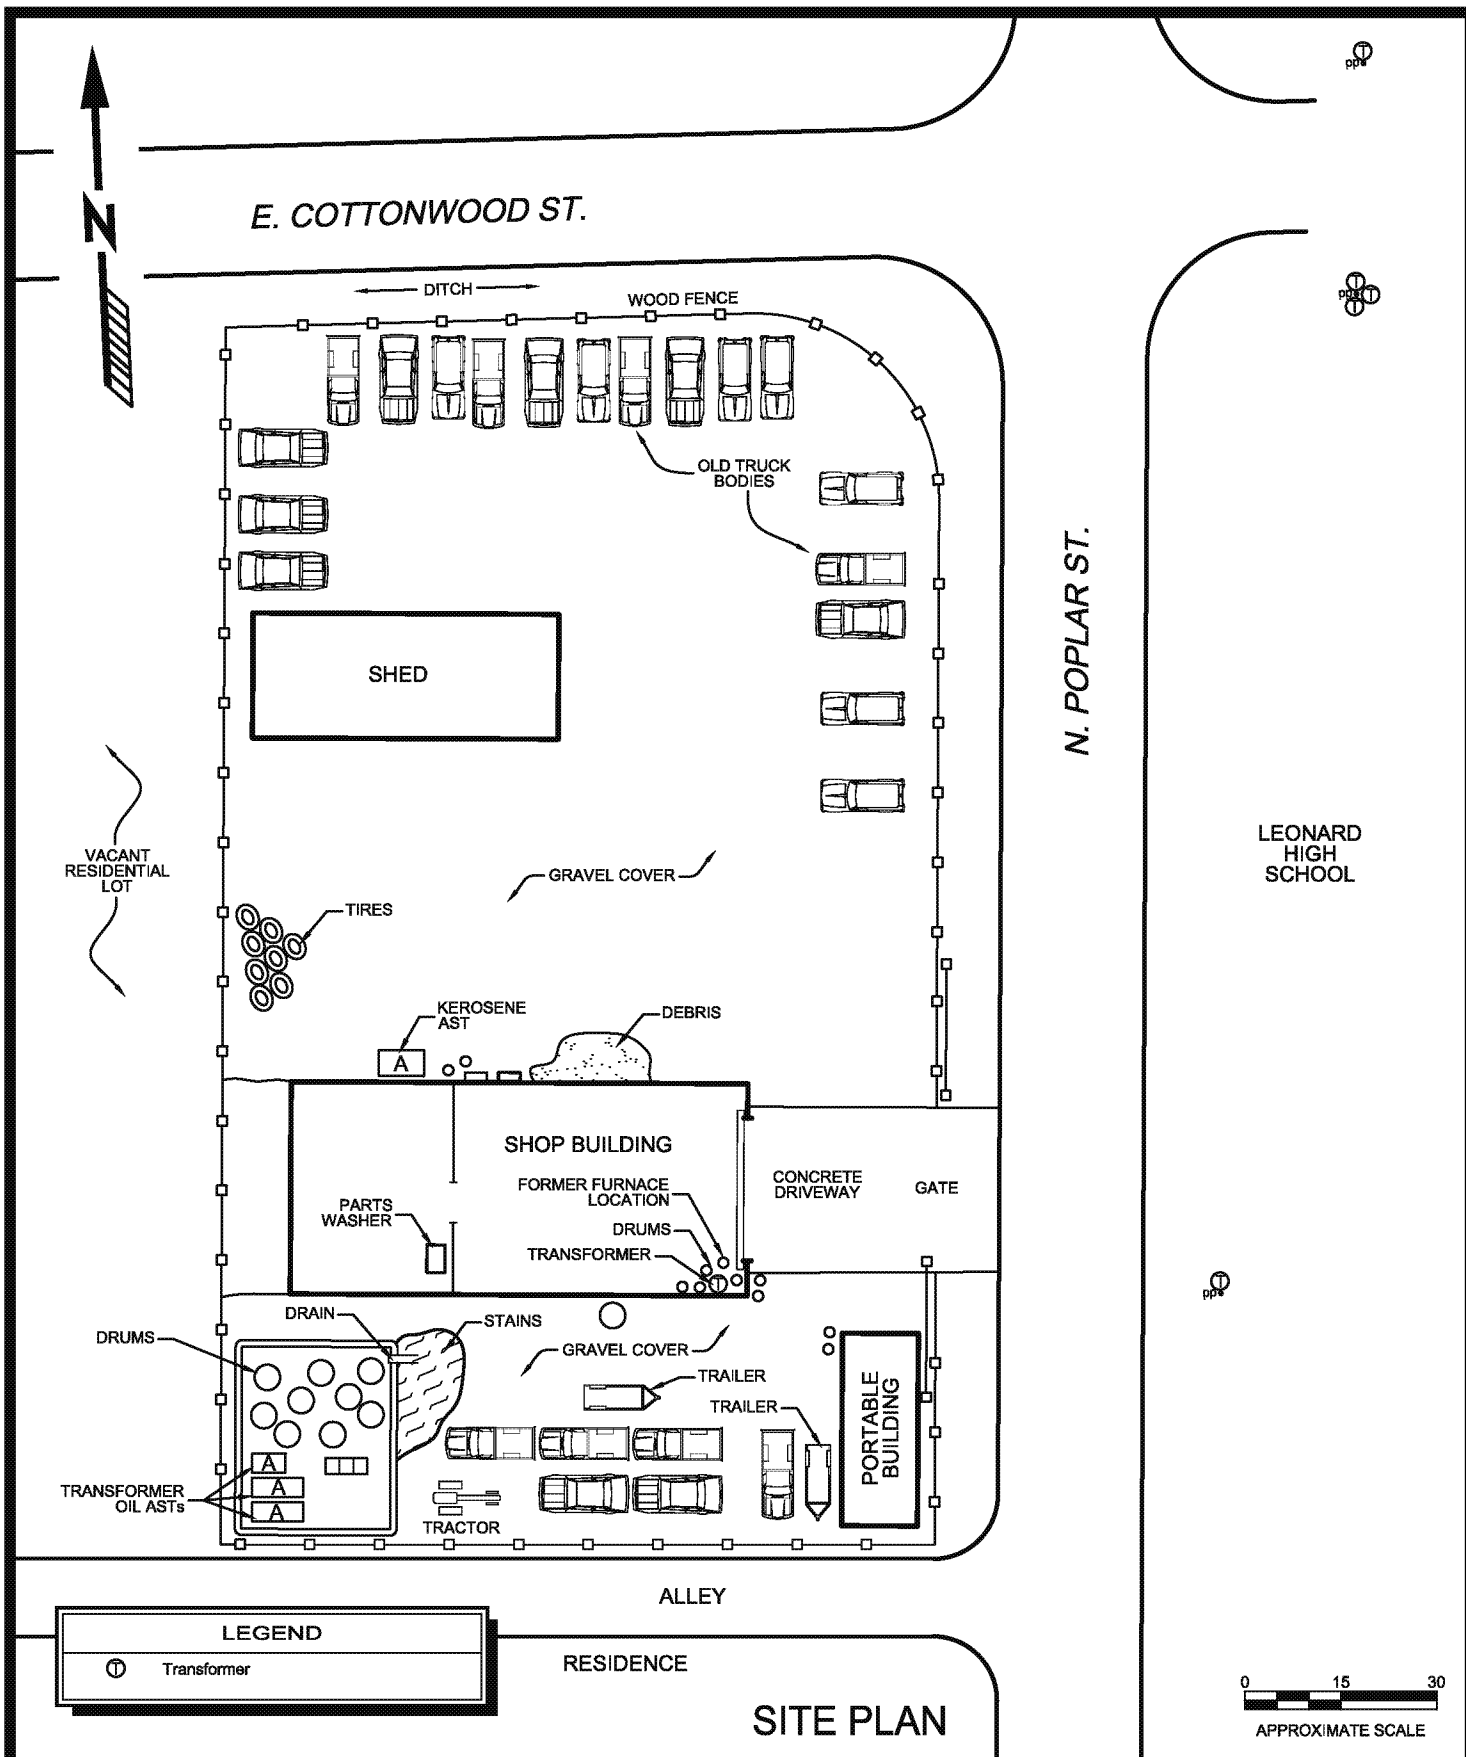 T
pp
N
E. COTTONWOOD ST.
T
T
pp
T
DITCH
WOOD FENCE
OLD TRUCK
BODIES
N. POPLAR ST.
SHED
LEONARD
HIGH
SCHOOL
VACANT
RESIDENTIAL
LOT
GRAVEL COVER
TIRES
KEROSENE
AST
DEBRIS
A
SHOP BUILDING
CONCRETE
DRIVEWAY
GATE
FORMER FURNACE
LOCATION
PARTS
WASHER
DRUMS
TRANSFORMER
T
T
pp
DRAIN
STAINS
DRUMS
GRAVEL COVER
TRAILER
TRAILER
PORTABLE
BUILDING
A
A
A
TRANSFORMER
OIL ASTs
TRACTOR
ALLEY
LEGEND
T Transformer
RESIDENCE
SITE PLAN
0 15 30
APPROXIMATE SCALE